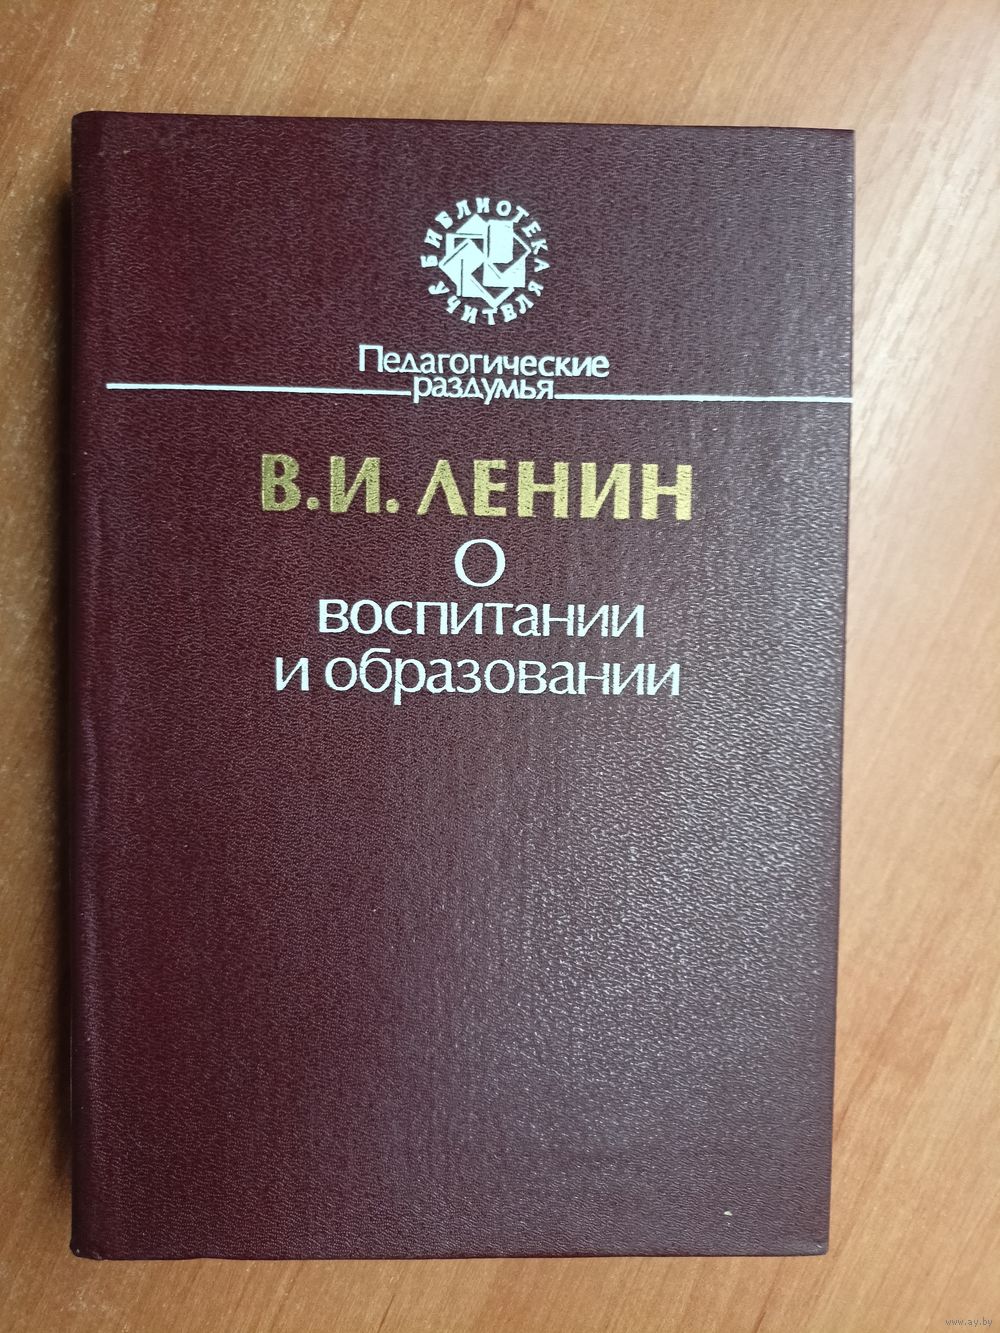 БИБЛИОТЕКА
УЧИТЕЛЯ
Педагогические
раздумья
В.И. ЛЕНИН
О
воспитании
и образовании
www.ay.by